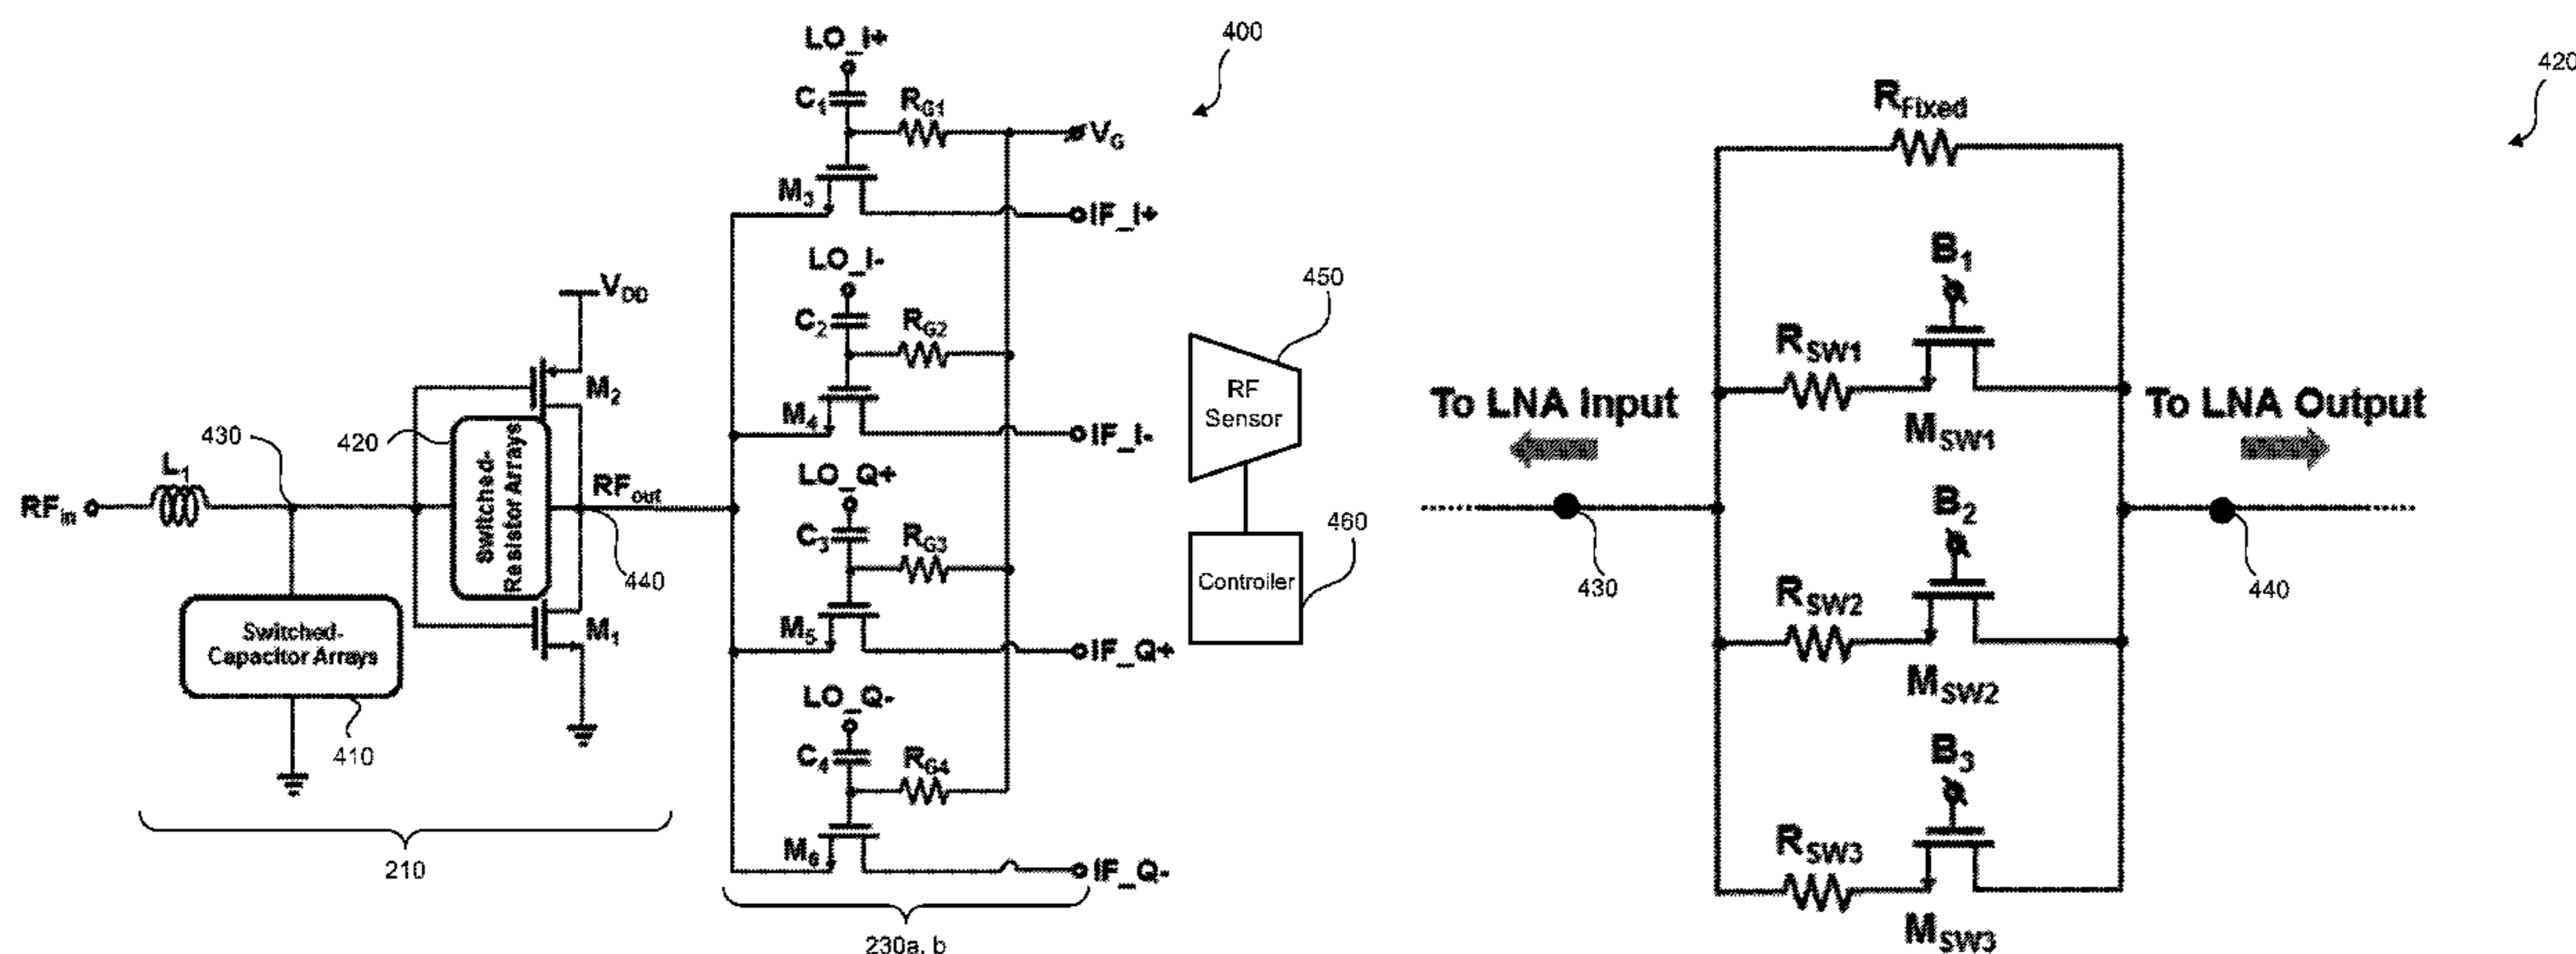 LO_I+
C1
RG1
VG
M3
IF_I+
LO_I-
C2
RG2
M4
IF_I-
LO_Q+
C3
RG3
M5
IF_Q+
LO_Q-
C4
RG4
M6
IF_Q-
230a, b
400
VDD
M2
420
430
L1
RFin
Switched-
Resistor Arrays
RFout
440
M1
Switched-
Capacitor Arrays
410
210
450
RF
Sensor
460
Controller
420
RFixed
B1
RSW1
MSW1
To LNA Input
To LNA Output
430
440
B2
RSW2
MSW2
B3
RSW3
MSW3